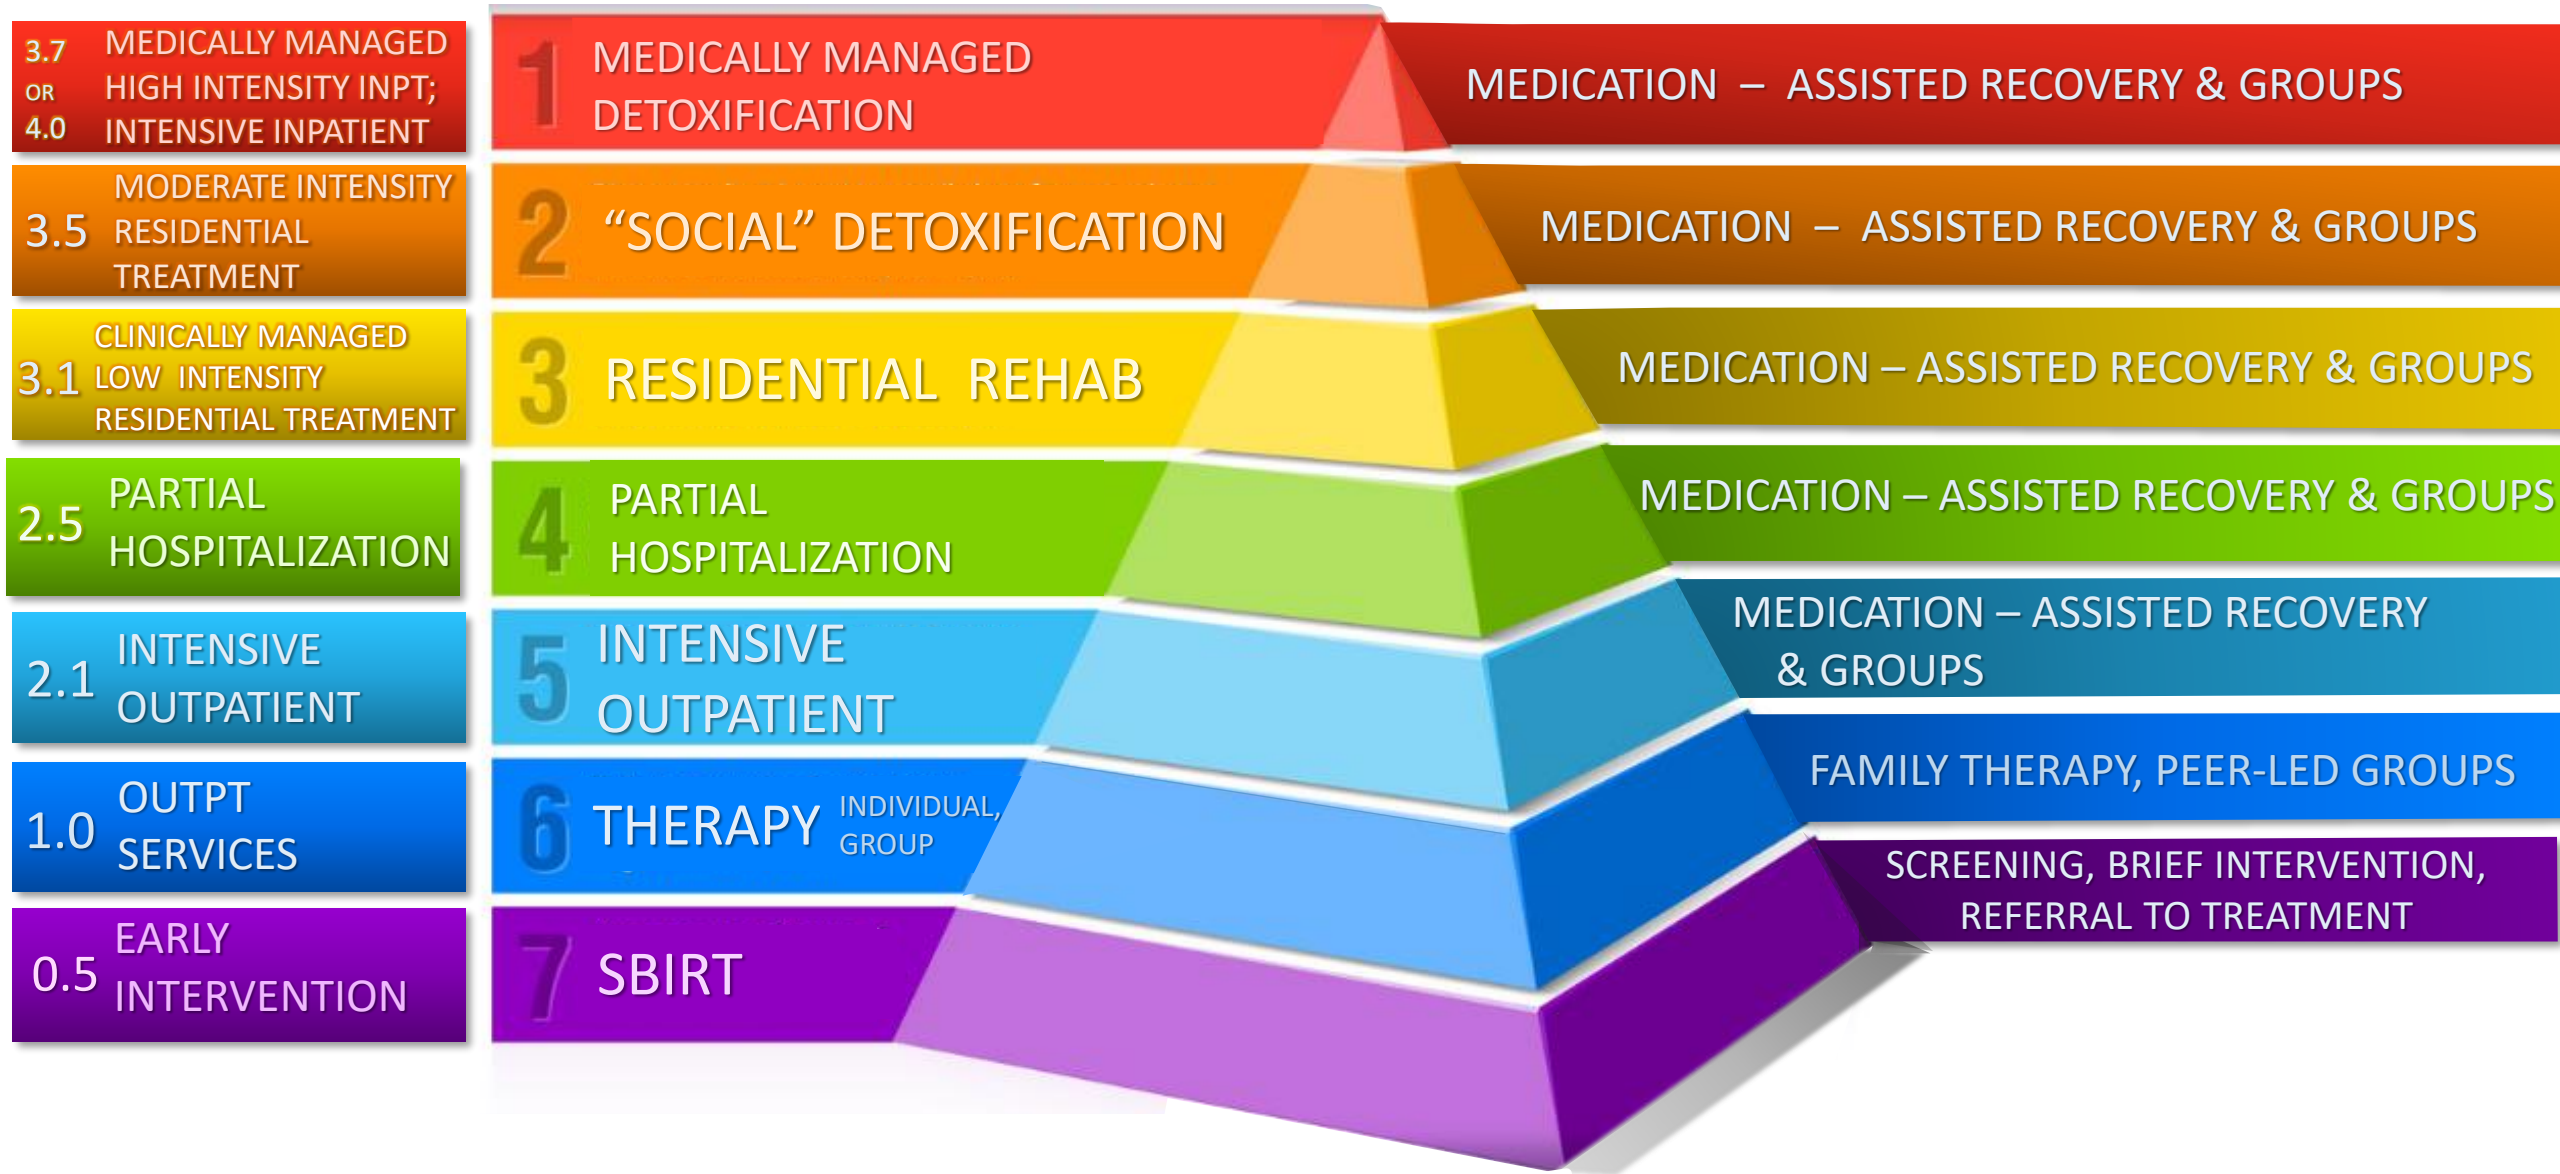 3.7
OR
4.0
MEDICALLY MANAGED
HIGH INTENSITY INPT;
INTENSIVE INPATIENT
1
MEDICALLY MANAGED
DETOXIFICATION
MEDICATION – ASSISTED RECOVERY & GROUPS
3.5
MODERATE INTENSITY
RESIDENTIAL
TREATMENT
2
“SOCIAL” DETOXIFICATION
MEDICATION – ASSISTED RECOVERY & GROUPS
3.1
CLINICALLY MANAGED
LOW INTENSITY
RESIDENTIAL TREATMENT
3
RESIDENTIAL REHAB
MEDICATION – ASSISTED RECOVERY & GROUPS
2.5
PARTIAL
HOSPITALIZATION
4
PARTIAL
HOSPITALIZATION
MEDICATION – ASSISTED RECOVERY & GROUPS
2.1
INTENSIVE
OUTPATIENT
5
INTENSIVE
OUTPATIENT
MEDICATION – ASSISTED RECOVERY
& GROUPS
1.0
OUTPT
SERVICES
6
THERAPY
INDIVIDUAL,
GROUP
FAMILY THERAPY, PEER-LED GROUPS
0.5
EARLY
INTERVENTION
7
SBIRT
SCREENING, BRIEF INTERVENTION,
REFERRAL TO TREATMENT